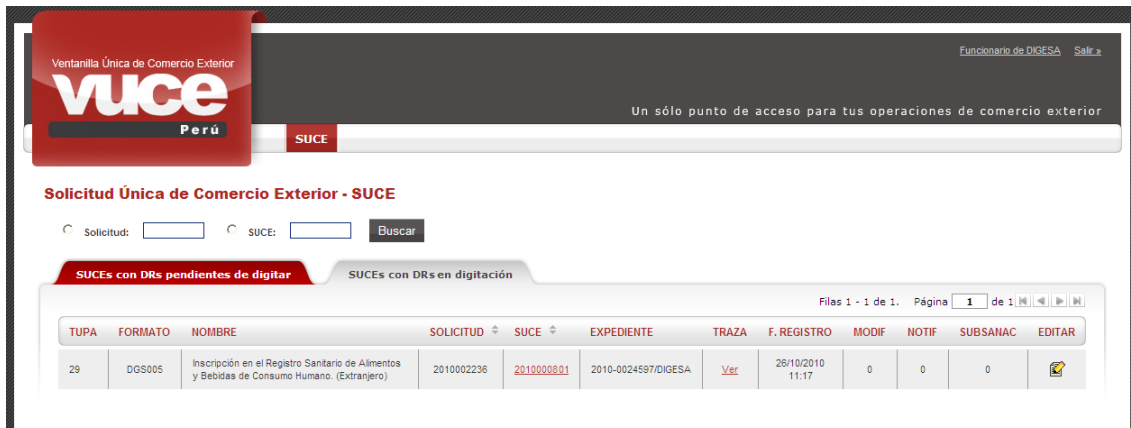 Funcionario de DIGESA Salir »
Ventanilla Única de Comercio Exterior
vuce
Perú
Un sólo punto de acceso para tus operaciones de comercio exterior
SUCE
Solicitud Única de Comercio Exterior - SUCE
Solicitud: SUCE: Buscar
SUCEs con DRs pendientes de digitar SUCEs con DRs en digitación
Filas 1 - 1 de 1. Página 1 de 1
TUPA FORMATO NOMBRE SOLICITUD SUCE EXPEDIENTE TRAZA F. REGISTRO MODIF NOTIF SUBSANAC EDITAR
29 DGS005 Inscripción en el Registro Sanitario de Alimentos 2010002236 2010000801 2010-0024597/DIGESA Ver 26/10/2010 0 0 0
y Bebidas de Consumo Humano. (Extranjero) 11:17